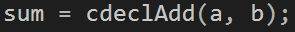 sum = cdeclAdd(a, b);